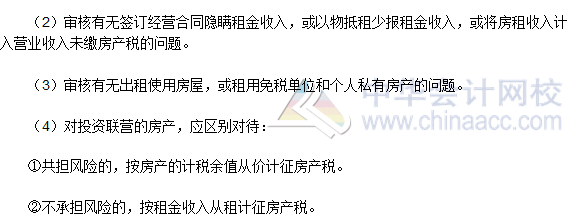 （2）审核有无签订经营合同隐瞒租金收入，或以物抵租少报租金收入，或将房租收入计
入营业收入未缴房产税的问题。
（3）审核有无出租使用房屋，或租用免税单位和个人私有房产的问题。
中华会计网校
www.chinaacc.com
（4）对投资联营的房产，应区别对待：
①共担风险的，按房产的计税余值从价计征房产税。
②不承担风险的，按租金收入从租计征房产税。